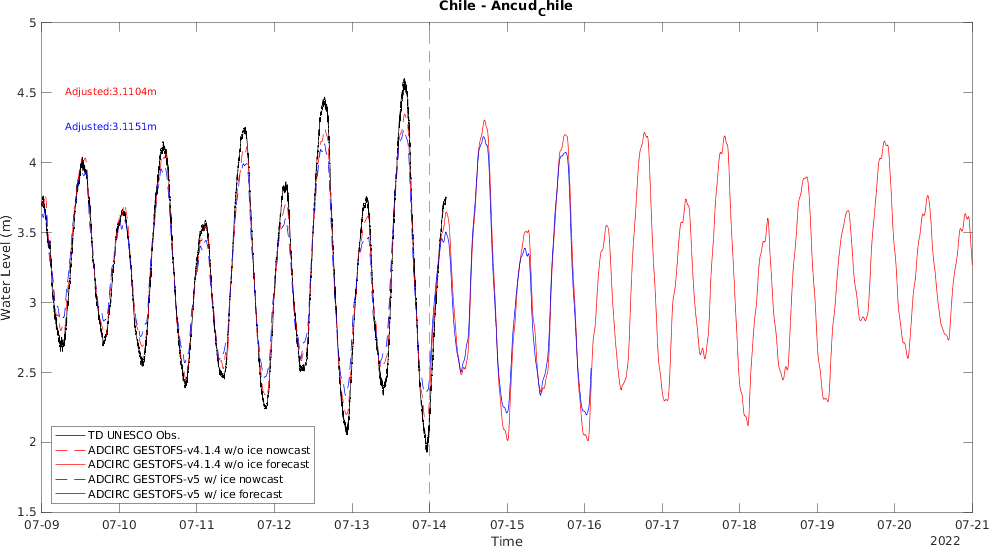 Chile - Ancud_Chile
5
4.5
4
3.5
3
2.5
2
1.5
Water Level (m)
Adjusted:3.1104m
Adjusted:3.1151m
TD UNESCO Obs.
ADCIRC GESTOFS-v4.1.4 w/o ice nowcast
ADCIRC GESTOFS-v4.1.4 w/o ice forecast
ADCIRC GESTOFS-v5 w/ ice nowcast
ADCIRC GESTOFS-v5 w/ ice forecast
07-09 07-10 07-11 07-12 07-13 07-14 07-15 07-16 07-17 07-18 07-19 07-20 07-21
Time
2022